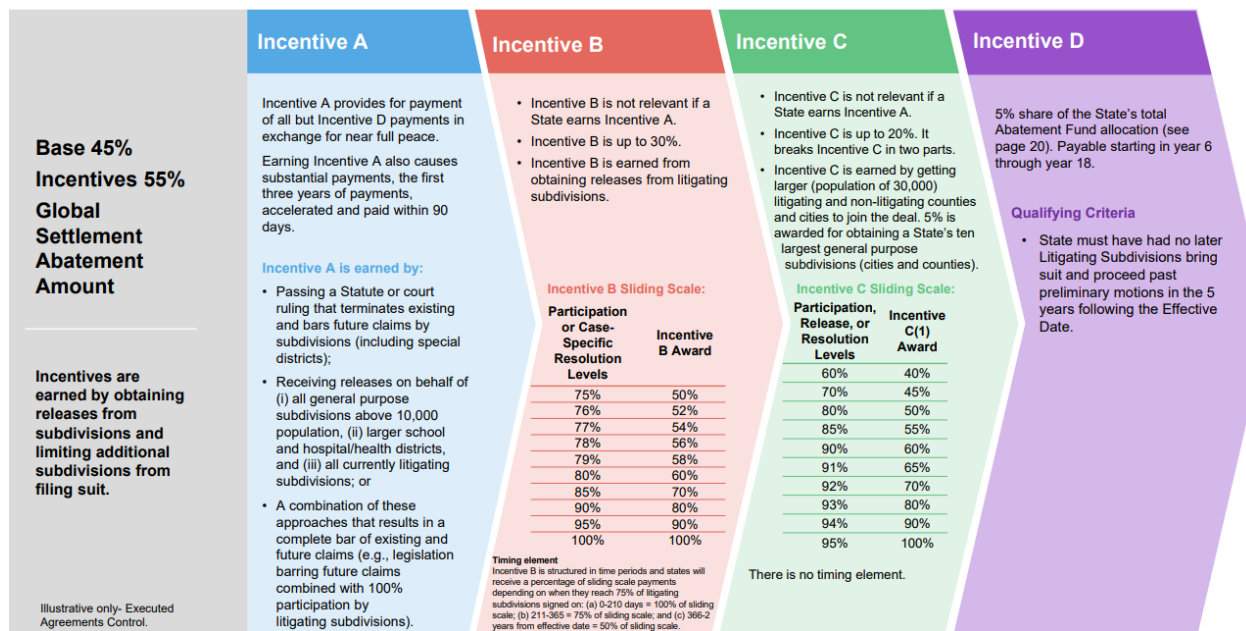 Base 45%
Incentives 55%
Global
Settlement
Abatement
Amount
Incentives are
earned by obtaining
releases from
subdivisions and
limiting additional
subdivisions from
filing suit.
Illustrative only- Executed
Agreements Control.
Incentive A
Incentive A provides for payment
of all but Incentive D payments in
exchange for near full peace.
Earning Incentive A also causes
substantial payments, the first
three years of payments,
accelerated and paid within 90
days.
Incentive A is earned by:
• Passing a Statute or court
ruling that terminates existing
and bars future claims by
subdivisions (including special
districts);
• Receiving releases on behalf of
(i) all general purpose
subdivisions above 10,000
population, (ii) larger school
and hospital/health districts,
and (iii) all currently litigating
subdivisions; or
• A combination of these
approaches that results in a
complete bar of existing and
future claims (e.g., legislation
barring future claims
combined with 100%
participation by
litigating subdivisions).
Incentive B
• Incentive B is not relevant if a
State earns Incentive A.
• Incentive B is up to 30%.
• Incentive B is earned from
obtaining releases from litigating
subdivisions.
Incentive B Sliding Scale:
Participation
or Case-
Specific
Resolution
Levels
Incentive
B Award
75% 50%
76% 52%
77% 54%
78% 56%
79% 58%
80% 60%
85% 70%
90% 80%
95% 90%
100% 100%
Timing element
Incentive B is structured in time periods and states will
receive a percentage of sliding scale payments
depending on when they reach 75% of litigating
subdivisions signed on: (a) 0-210 days = 100% of sliding
scale; (b) 211-365 = 75% of sliding scale; and (c) 366-2
years from effective date = 50% of sliding scale.
Incentive C
• Incentive C is not relevant if a
State earns Incentive A.
• Incentive C is up to 20%. It
breaks Incentive C in two parts.
• Incentive C is earned by getting
larger (population of 30,000)
litigating and non-litigating counties
and cities to join the deal. 5% is
awarded for obtaining a State's ten
largest general purpose
subdivisions (cities and counties).
Incentive C Sliding Scale:
Participation,
Release, or
Resolution
Levels
Incentive
C(1)
Award
60% 40%
70% 45%
80% 50%
85% 55%
90% 60%
91% 65%
92% 70%
93% 80%
94% 90%
95% 100%
There is no timing element.
Incentive D
5% share of the State's total
Abatement Fund allocation (see
page 20). Payable starting in year 6
through year 18.
Qualifying Criteria
• State must have had no later
Litigating Subdivisions bring
suit and proceed past
preliminary motions in the 5
years following the Effective
Date.